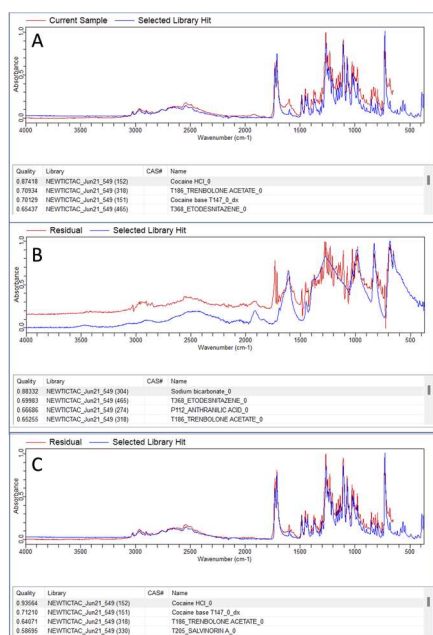 Current Sample Selected Library Hit
A
Absorbance
1,0
0,0
4000 3500 3000 2500 2000 1500 1000 500
Wavenumber (cm-1)
Quality Library CAS# Name
0.87418 NEWTICTAC_Jun21_549 (152) Cocaine HCl_0
0.70934 NEWTICTAC_Jun21_549 (318) T186_TRENBOLONE ACETATE_0
0.70129 NEWTICTAC_Jun21_549 (151) Cocaine base T147_0_dx
0.65437 NEWTICTAC_Jun21_549 (465) T368_ETODESNITAZENE_0
Residual Selected Library Hit
B
Absorbance
1,0
0,0
4000 3500 3000 2500 2000 1500 1000 500
Wavenumber (cm-1)
Quality Library CAS# Name
0.88332 NEWTICTAC_Jun21_549 (304) Sodium bicarbonate_0
0.69983 NEWTICTAC_Jun21_549 (465) T368_ETODESNITAZENE_0
0.66686 NEWTICTAC_Jun21_549 (274) P112_ANTHRANILIC ACID_0
0.65255 NEWTICTAC_Jun21_549 (318) T186_TRENBOLONE ACETATE_0
Residual Selected Library Hit
C
Absorbance
1,0
0,0
4000 3500 3000 2500 2000 1500 1000 500
Wavenumber (cm-1)
Quality Library CAS# Name
0.93564 NEWTICTAC_Jun21_549 (152) Cocaine HCl_0
0.71210 NEWTICTAC_Jun21_549 (151) Cocaine base T147_0_dx
0.64071 NEWTICTAC_Jun21_549 (318) T186_TRENBOLONE ACETATE_0
0.58695 NEWTICTAC_Jun21_549 (330) T205_SALVINORIN A_0